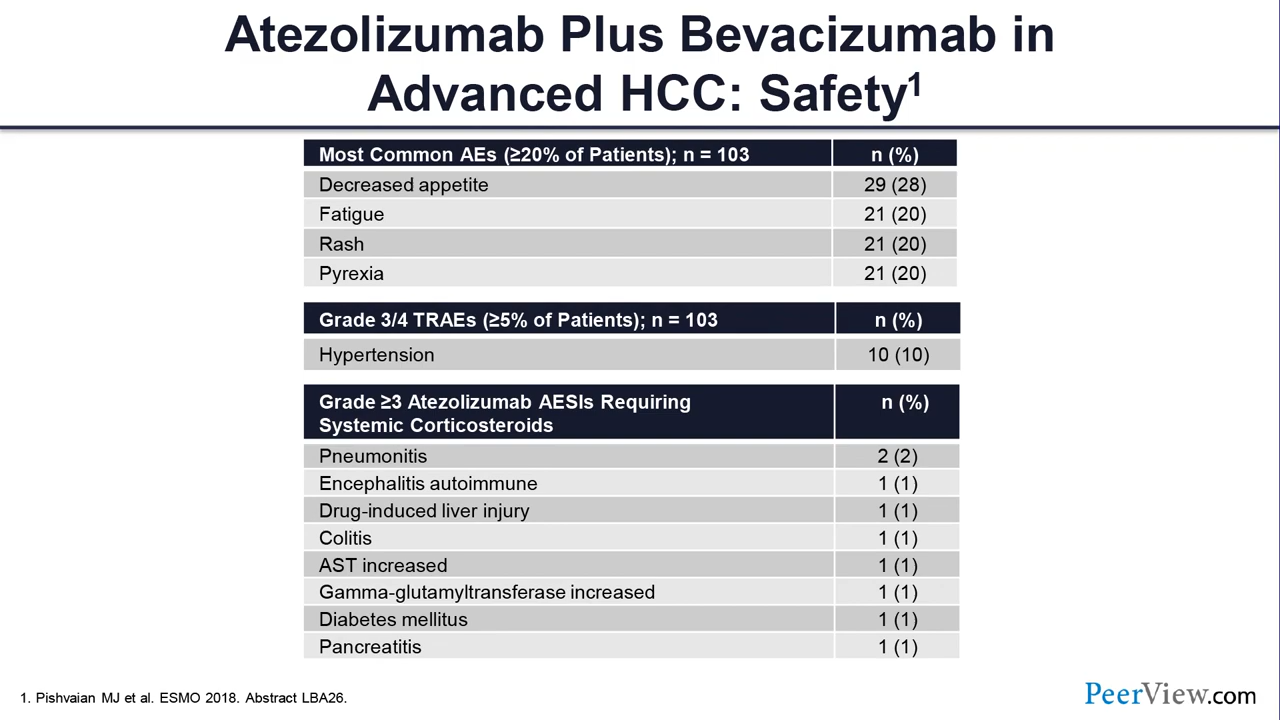 Atezolizumab Plus Bevacizumab in
Advanced HCC: Safety¹
Most Common AEs (≥20% of Patients); n = 103 n (%)
Decreased appetite 29 (28)
Fatigue 21 (20)
Rash 21 (20)
Pyrexia 21 (20)
Grade 3/4 TRAEs (≥5% of Patients); n = 103 n (%)
Hypertension 10 (10)
Grade ≥3 Atezolizumab AESIs Requiring n (%)
Systemic Corticosteroids
Pneumonitis 2 (2)
Encephalitis autoimmune 1 (1)
Drug-induced liver injury 1 (1)
Colitis 1 (1)
AST increased 1 (1)
Gamma-glutamyltransferase increased 1 (1)
Diabetes mellitus 1 (1)
Pancreatitis 1 (1)
1. Pishvaian MJ et al. ESMO 2018. Abstract LBA26.
PeerView.com